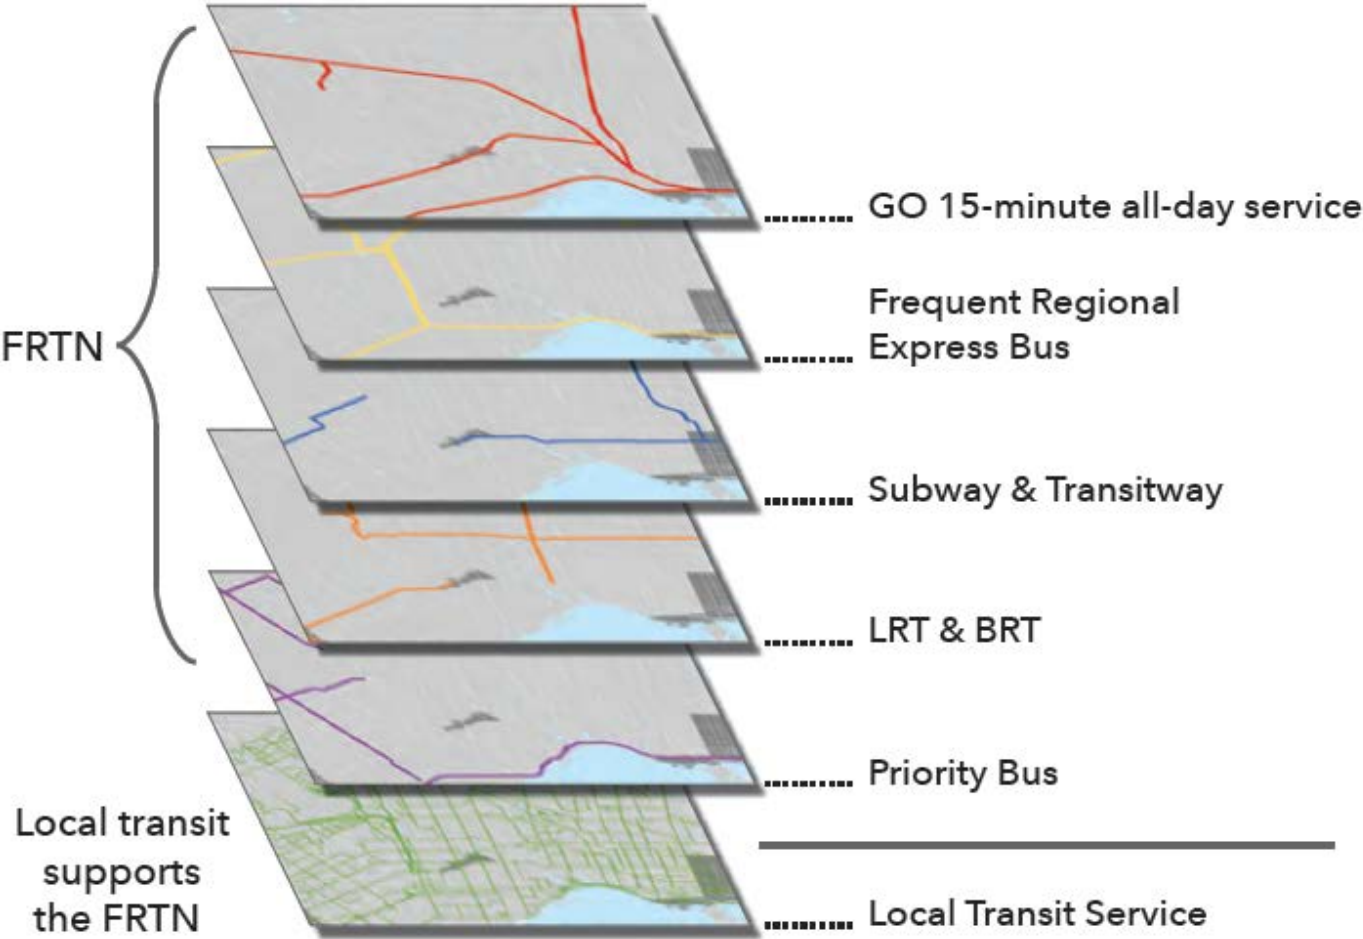 GO 15-minute all-day service
Frequent Regional
Express Bus
FRTN
Subway & Transitway
LRT & BRT
Priority Bus
Local transit
supports
the FRTN
Local Transit Service